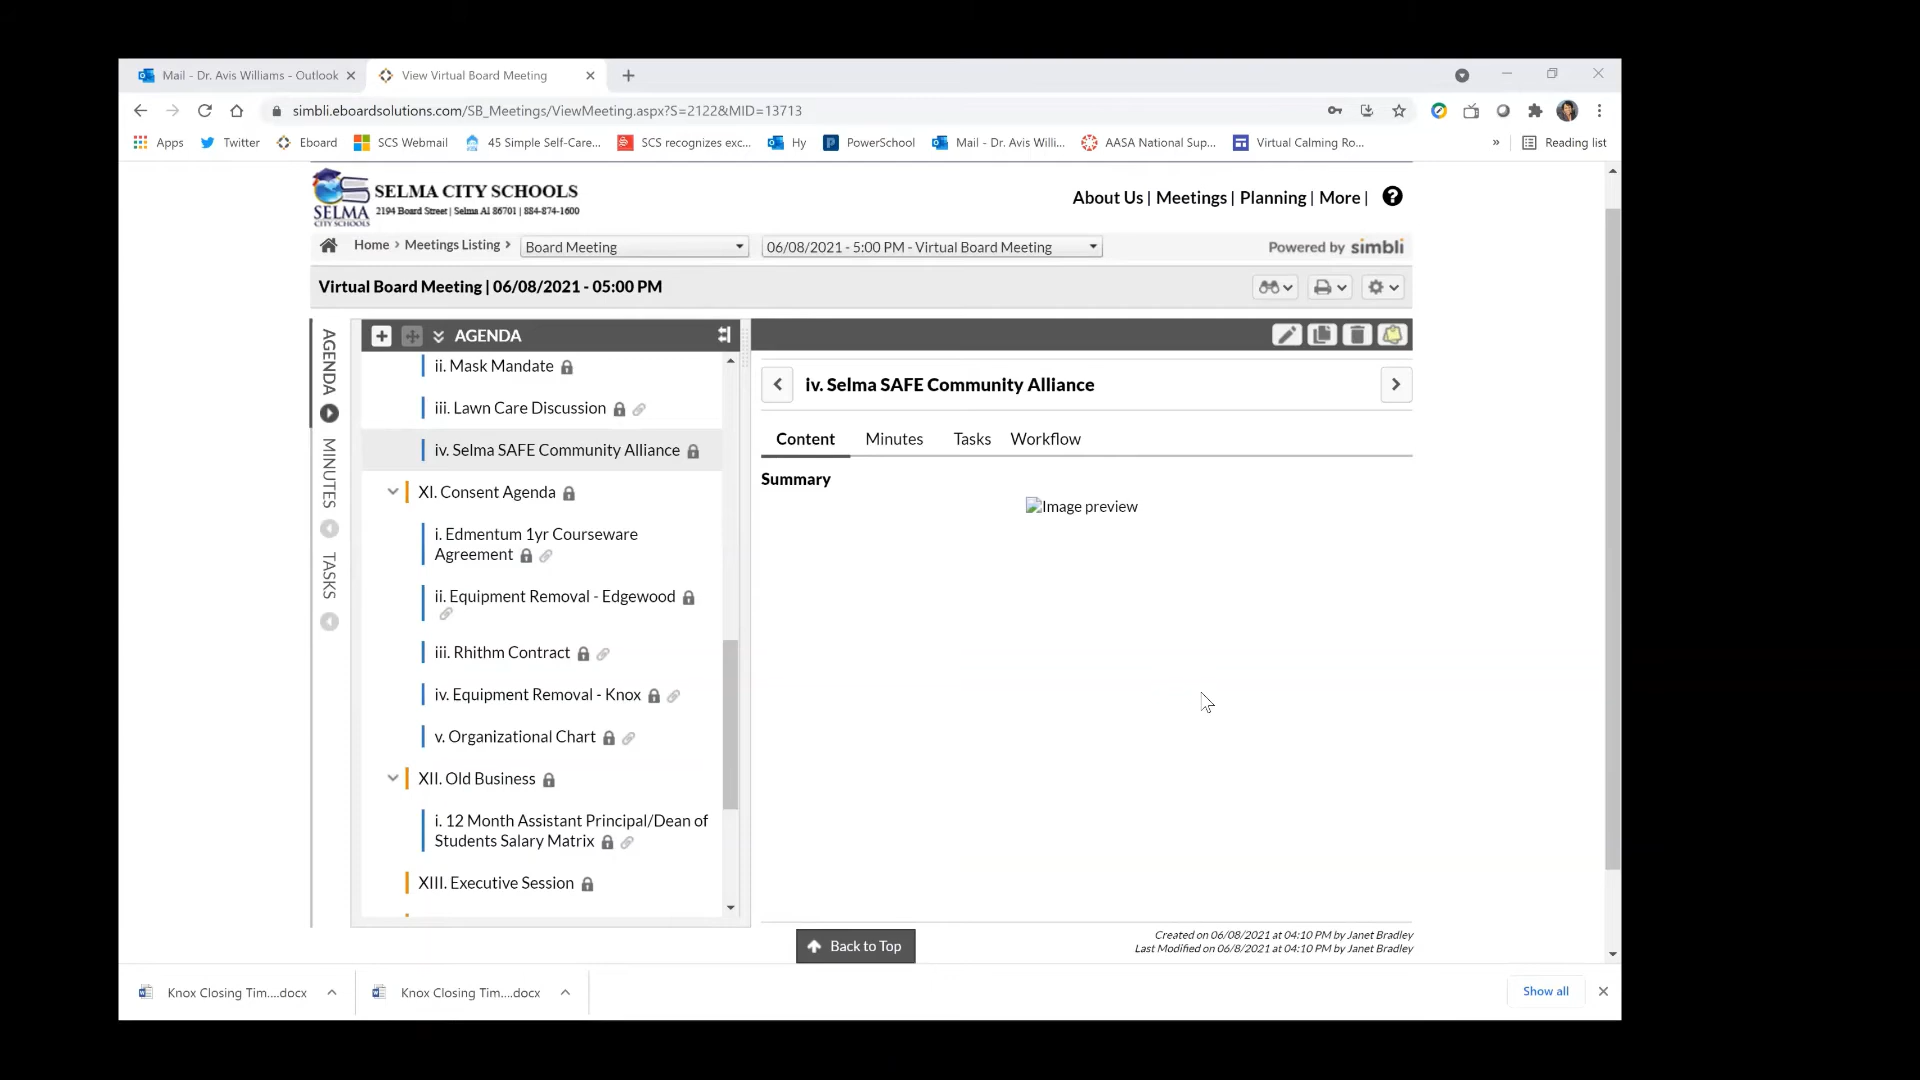 Mail - Dr. Avis Williams - Outlook
View Virtual Board Meeting
simbli.eboardsolutions.com/SB_Meetings/ViewMeeting.aspx?S=2122&MID=13713
Apps
Twitter
Eboard
SCS Webmail
45 Simple Self-Care...
SCS recognizes exc...
Hy
PowerSchool
Mail - Dr. Avis Willi...
AASA National Sup...
Virtual Calming Ro...
»
Reading list
SELMA CITY SCHOOLS
2194 Board Street | Selma Al 86701 | 884-874-1600
SELMA
CITY SCHOOLS
About Us | Meetings | Planning | More |
Home › Meetings Listing ›
Board Meeting
06/08/2021 - 5:00 PM - Virtual Board Meeting
Powered by simbli
Virtual Board Meeting | 06/08/2021 - 05:00 PM
AGENDA
MINUTES
TASKS
AGENDA
ii. Mask Mandate
iii. Lawn Care Discussion
iv. Selma SAFE Community Alliance
XI. Consent Agenda
i. Edmentum 1yr Courseware
Agreement
ii. Equipment Removal - Edgewood
iii. Rhithm Contract
iv. Equipment Removal - Knox
v. Organizational Chart
XII. Old Business
i. 12 Month Assistant Principal/Dean of
Students Salary Matrix
XIII. Executive Session
iv. Selma SAFE Community Alliance
Content Minutes Tasks Workflow
Summary
Image preview
Created on 06/08/2021 at 04:10 PM by Janet Bradley
Last Modified on 06/8/2021 at 04:10 PM by Janet Bradley
Back to Top
Knox Closing Tim....docx
Knox Closing Tim....docx
Show all